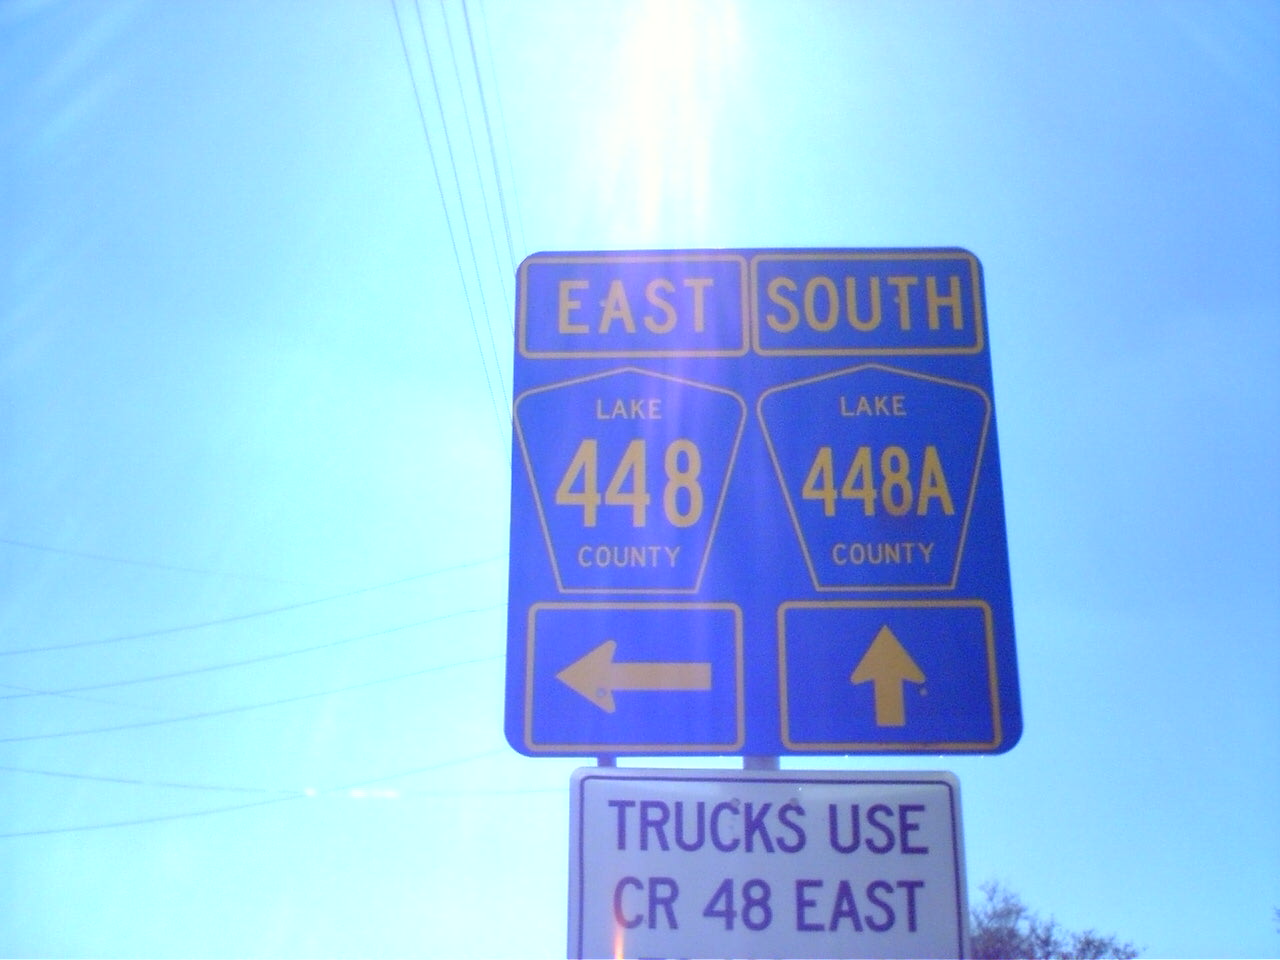 EAST SOUTH
LAKE LAKE
448 448A
COUNTY COUNTY
TRUCKS USE
CR 48 EAST